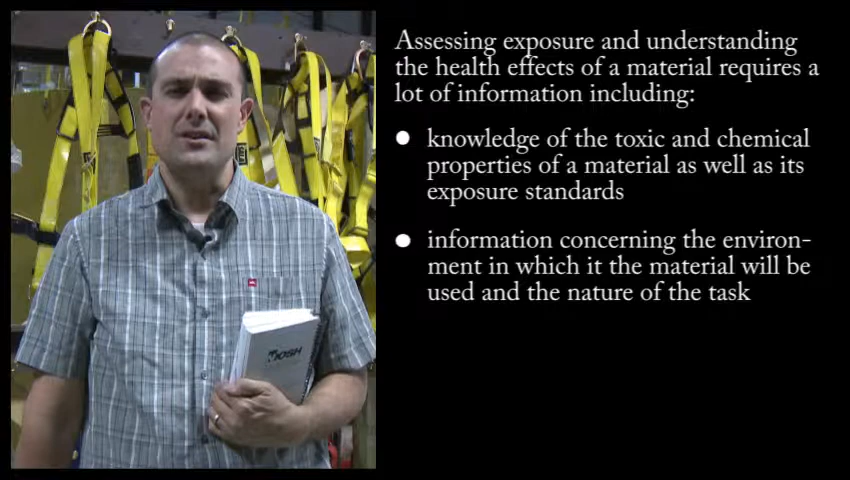 Assessing exposure and understanding
the health effects of a material requires a
lot of information including:
● knowledge of the toxic and chemical
properties of a material as well as its
exposure standards
● information concerning the environ-
ment in which it the material will be
used and the nature of the task